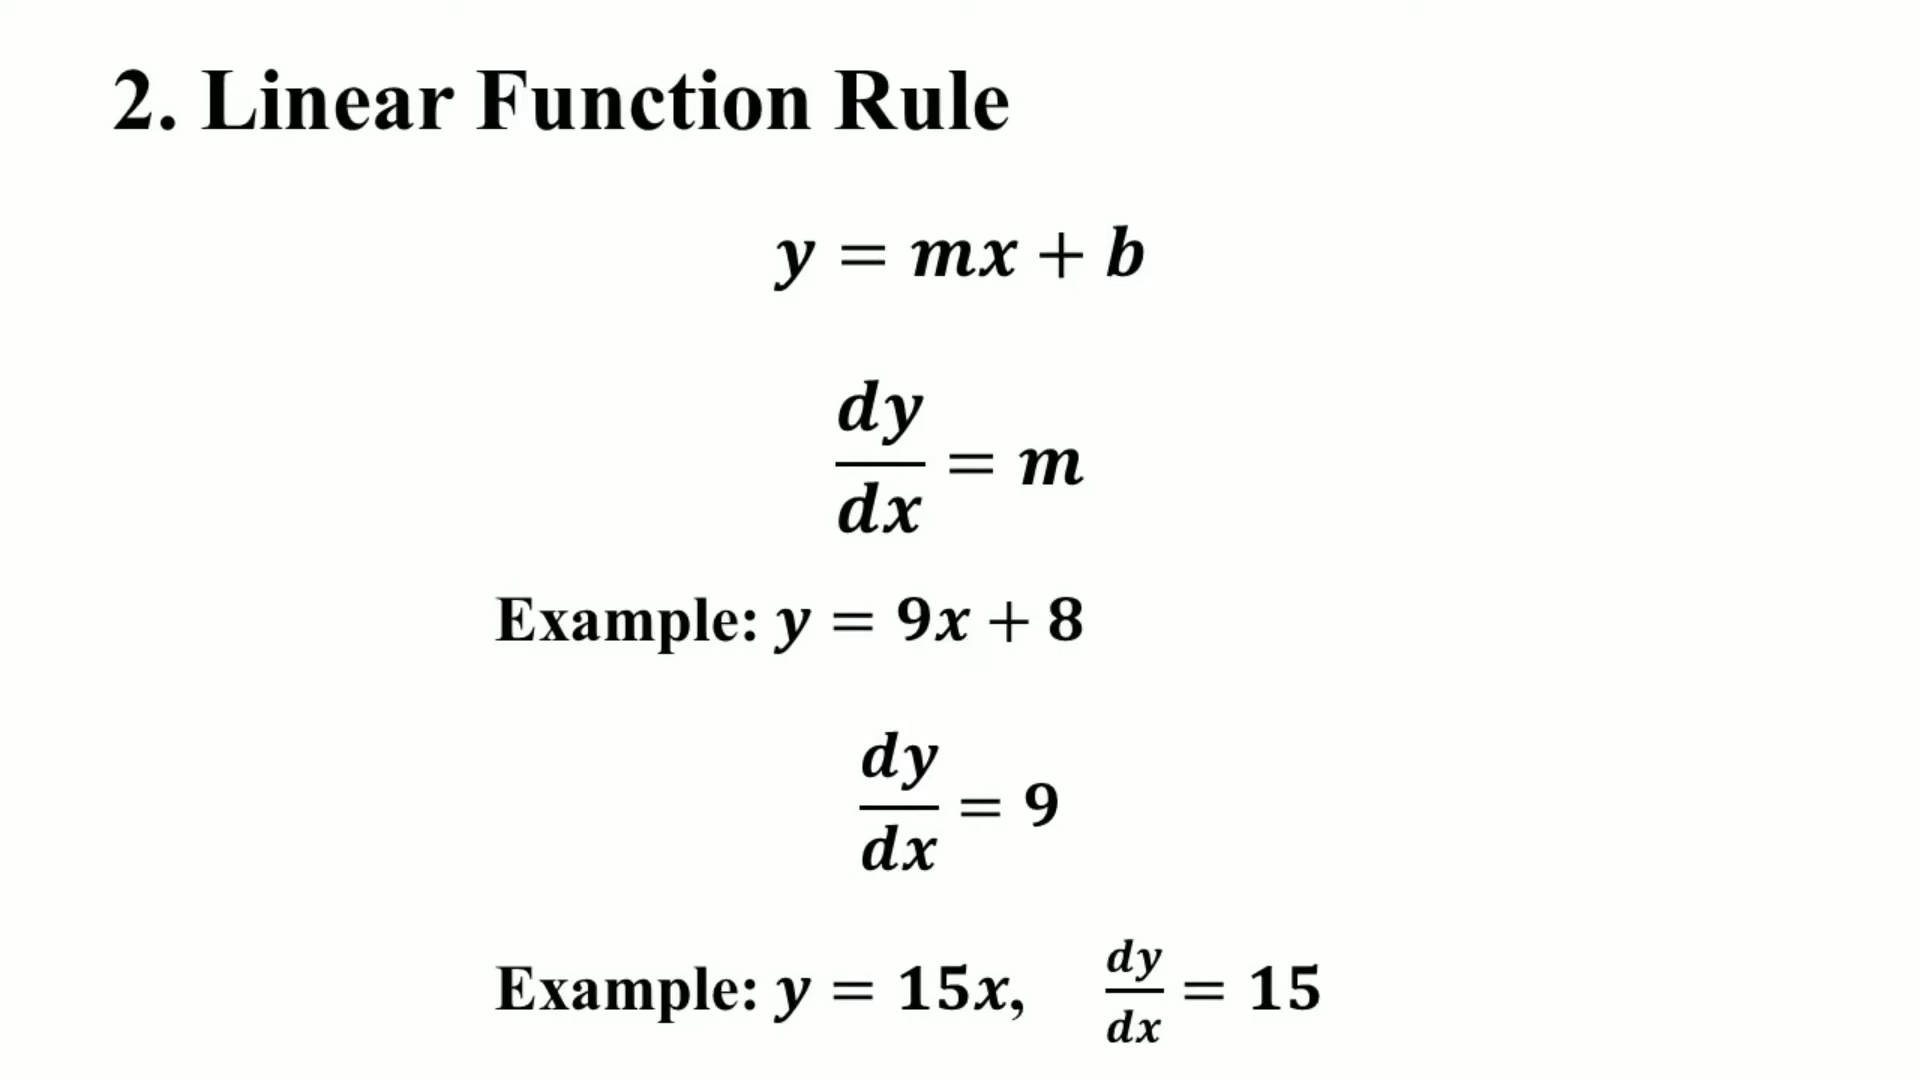 2. Linear Function Rule
y = mx + b
dy/dx = m
Example: y = 9x + 8
dy/dx = 9
Example: y = 15x, dy/dx = 15